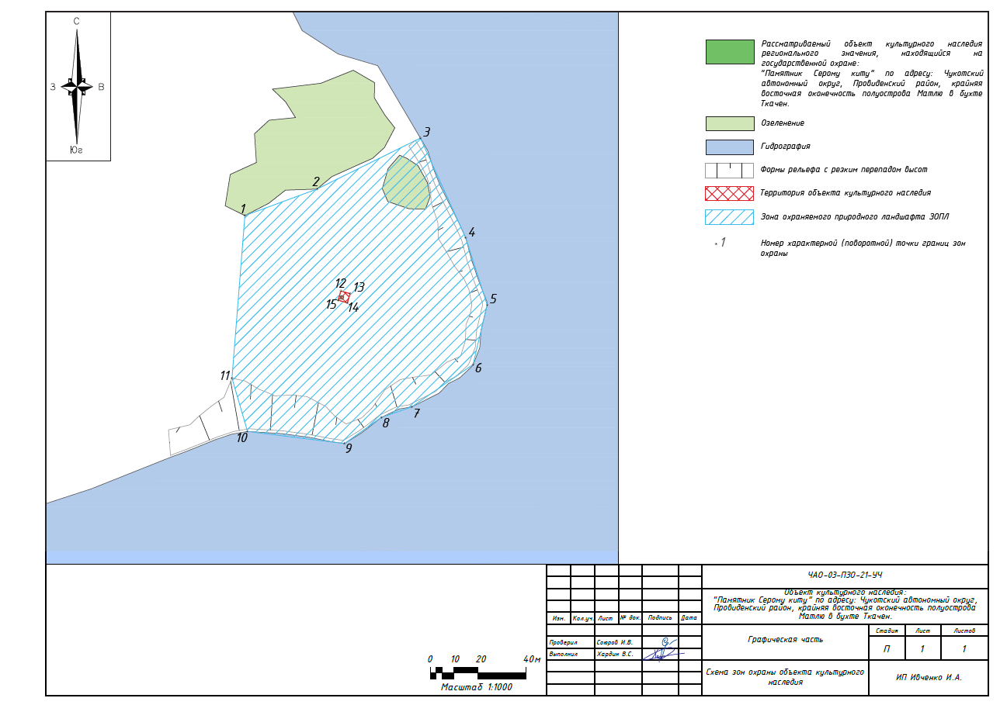 С
З
В
Юг
1
2
3
4
5
6
7
8
9
10
11
12
13
14
15
Рассматриваемый объект культурного наследия
регионального значения, находящийся на
государственной охране:
"Памятник Серому киту" по адресу: Чукотский
автономный округ, Провиденский район, крайняя
восточная оконечность полуострова Матлю в бухте
Ткачен.
Озеленение
Гидрография
Формы рельефа с резким перепадом высот
Территория объекта культурного наследия
Зона охраняемого природного ландшафта ЗОПЛ
1
Номер характерной (поворотной) точки границ зон
охраны
0 10 20 40м
Масштаб 1:1000
ЧАО-03-ПЗО-21-УЧ
Объект культурного наследия:
"Памятник Серому киту" по адресу: Чукотский автономный округ,
Провиденский район, крайняя восточная оконечность полуострова
Матлю в бухте Ткачен.
Изм. Кол.уч. Лист № док. Подпись Дата
Проверил Союров И.В.
Выполнил Хардин В.С.
Графическая часть
Стадия Лист Листов
П 1 1
Схема зон охраны объекта культурного
наследия
ИП Ивченко И.А.